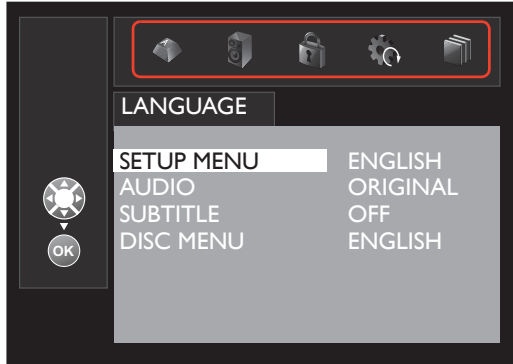 LANGUAGE
SETUP MENU ENGLISH
AUDIO ORIGINAL
SUBTITLE OFF
DISC MENU ENGLISH
OK